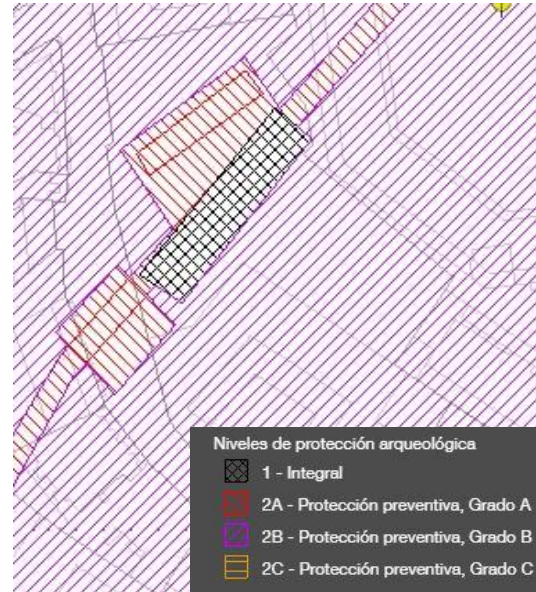 Niveles de protección arqueológica
1 - Integral
2A - Protección preventiva, Grado A
2B - Protección preventiva, Grado B
2C - Protección preventiva, Grado C